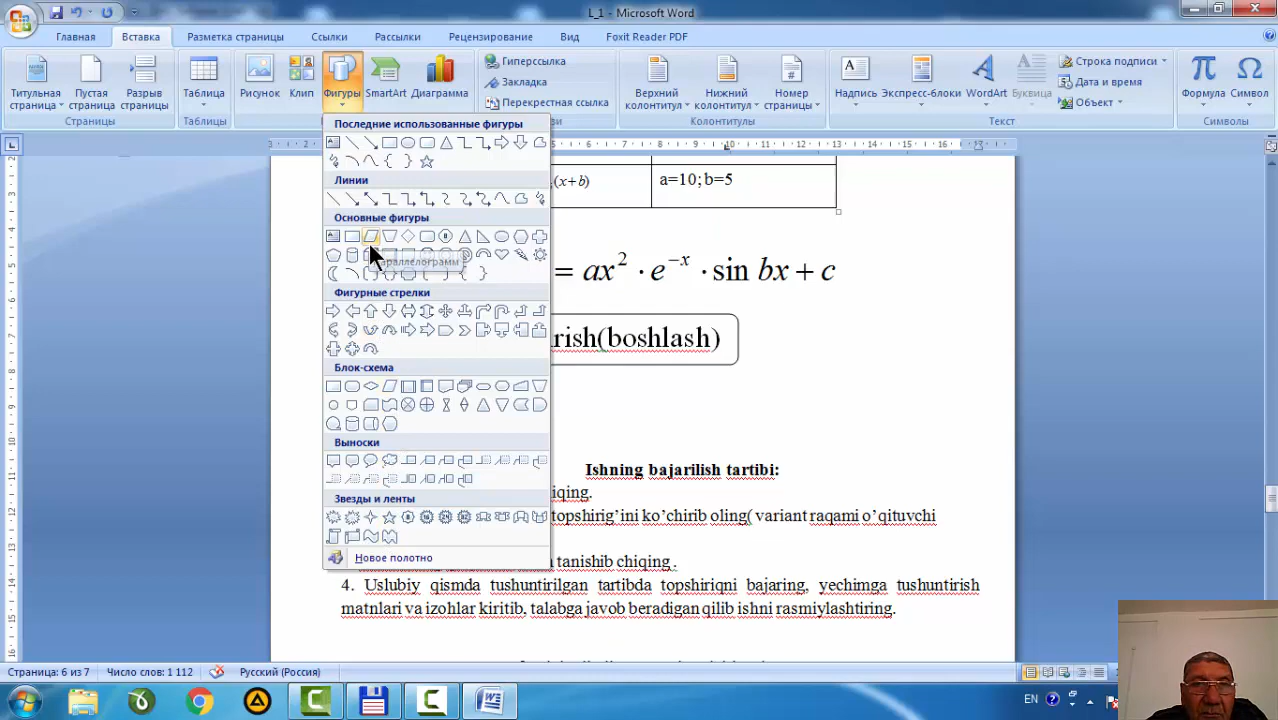 L_1 - Microsoft Word
Главная Вставка Разметка страницы Ссылки Рассылки Рецензирование Вид Foxit Reader PDF
Титульная страница Пустая страница Разрыв страницы Таблица Рисунок Клип Фигуры SmartArt Диаграмма
Гиперссылка
Закладка
Перекрестная ссылка
Верхний колонтитул Нижний колонтитул Номер страницы Надпись Экспресс-блоки WordArt Буквица
Строка подписи
Дата и время
Объект
Формула Символ
Страницы Таблицы Колонтитулы Текст Символы
Последние использованные фигуры
Линии
Основные фигуры
Фигурные стрелки
Блок-схема
Выноски
Звезды и ленты
Новое полотно
(x+b) a=10; b=5
= ax² · e⁻ˣ · sin bx + c
rish(boshlash)
Ishning bajarilish tartibi:
iqing.
topshirig’ini ko’chirib oling( variant raqami o’qituvchi
tanishib chiqing .
4. Uslubiy qismda tushuntirilgan tartibda topshiriqni bajaring, yechimga tushuntirish
matnlari va izohlar kiritib, talabga javob beradigan qilib ishni rasmiylashtiring.
Страница: 6 из 7 Число слов: 1 112 Русский (Россия)
EN